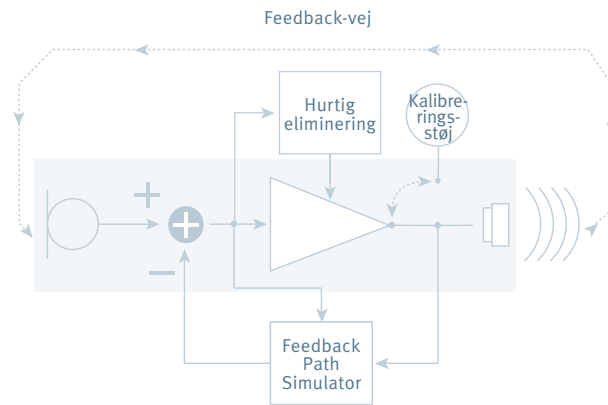 Feedback-vej
Hurtig
eliminering
Kalibre-
rings-
støj
Feedback
Path
Simulator